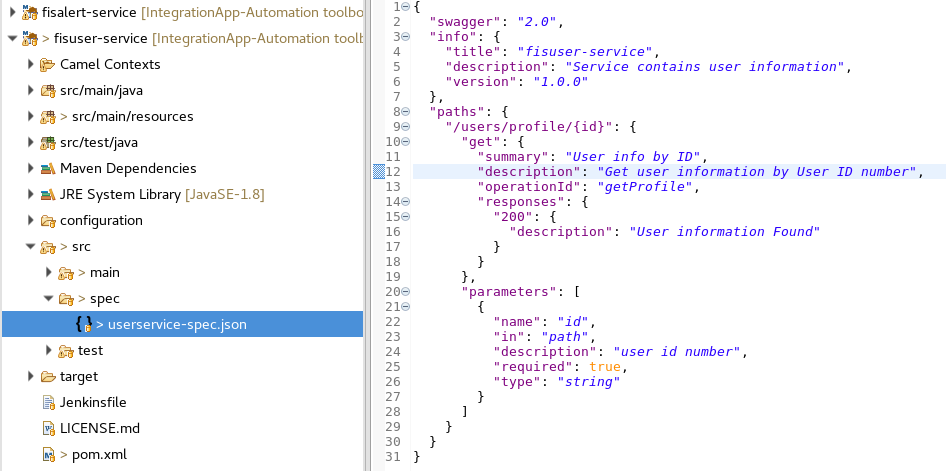 fisalert-service [IntegrationApp-Automation toolbo
> fisuser-service [IntegrationApp-Automation toolb
Camel Contexts
src/main/java
> src/main/resources
src/test/java
Maven Dependencies
JRE System Library [JavaSE-1.8]
configuration
> src
> main
> spec
> userservice-spec.json
test
target
Jenkinsfile
LICENSE.md
> pom.xml
1 {
2 "swagger": "2.0",
3 "info": {
4 "title": "fisuser-service",
5 "description": "Service contains user information",
6 "version": "1.0.0"
7 },
8 "paths": {
9 "/users/profile/{id}": {
10 "get": {
11 "summary": "User info by ID",
12 "description": "Get user information by User ID number",
13 "operationId": "getProfile",
14 "responses": {
15 "200": {
16 "description": "User information Found"
17 }
18 }
19 },
20 "parameters": [
21 {
22 "name": "id",
23 "in": "path",
24 "description": "user id number",
25 "required": true,
26 "type": "string"
27 }
28 ]
29 }
30 }
31 }